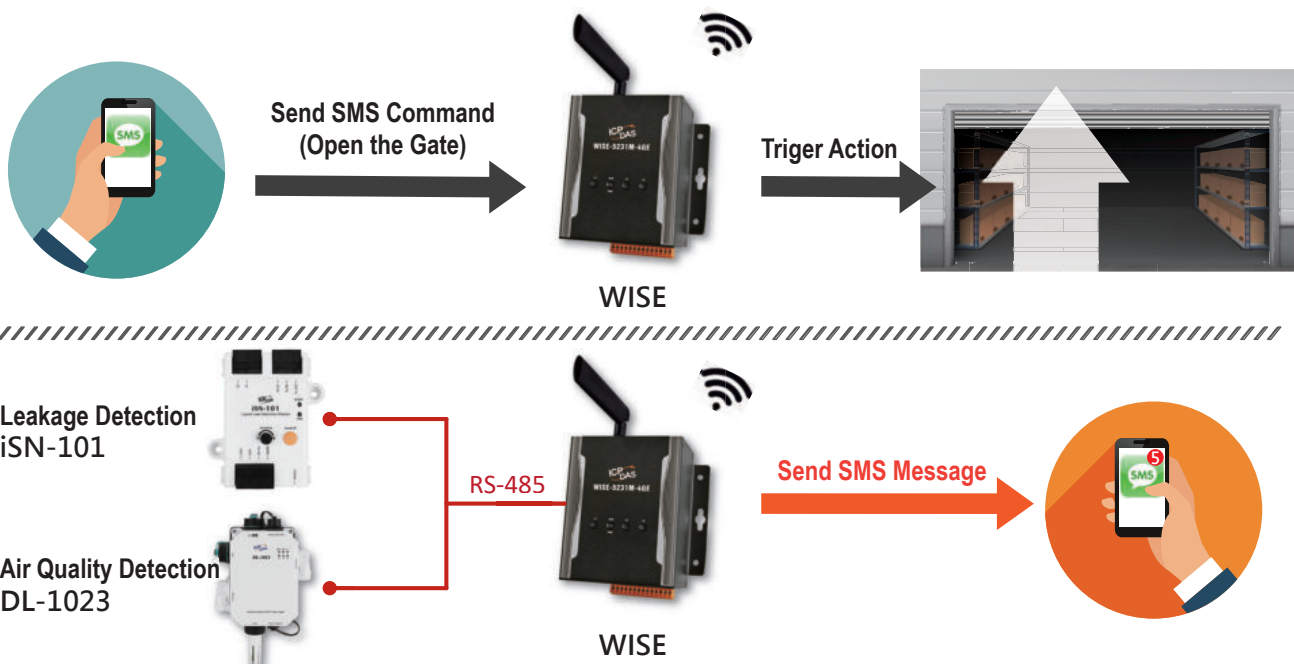 SMS
Send SMS Command
(Open the Gate)
ICP DAS
WISE-5231M-4GE
Triger Action
WISE
Leakage Detection
iSN-101
iSN-101
RS-485
ICP DAS
WISE-5231M-4GE
Send SMS Message
5
SMS
Air Quality Detection
DL-1023
WISE